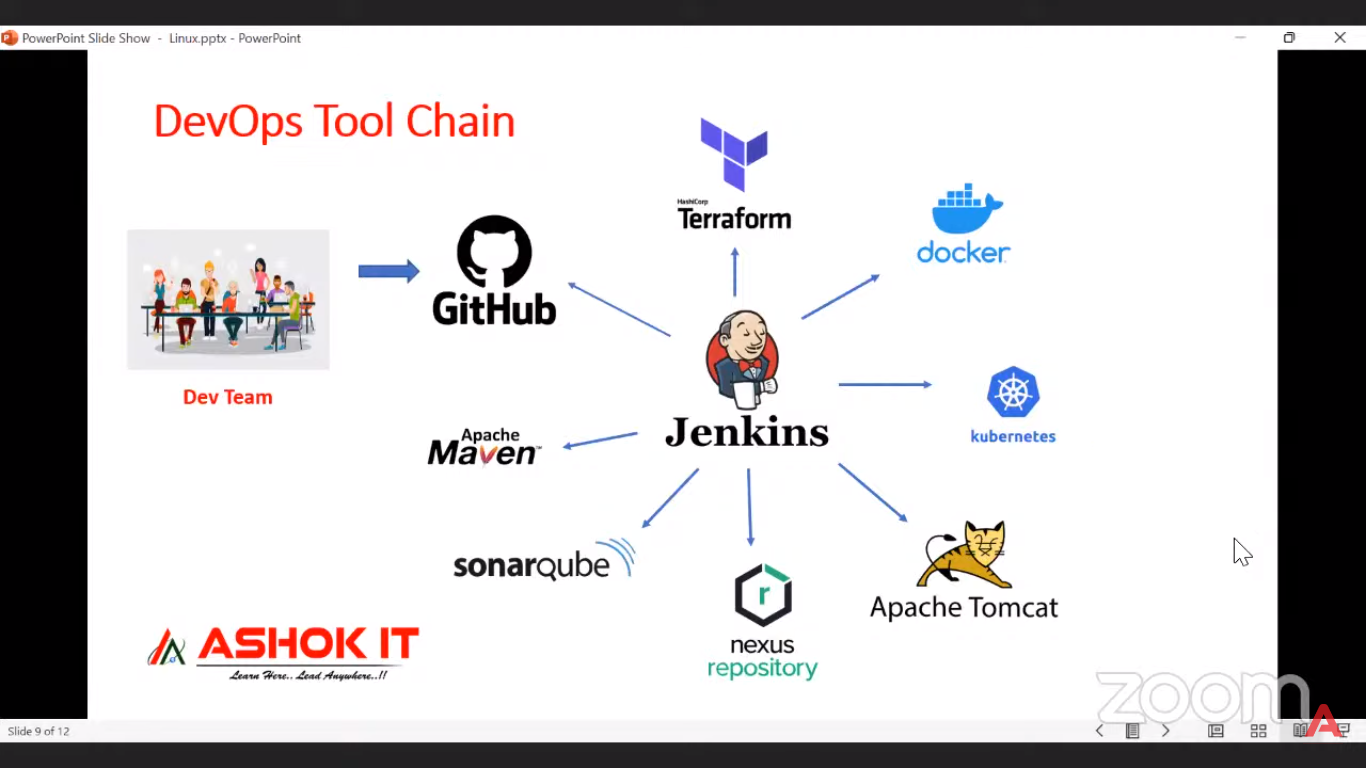 PowerPoint Slide Show - Linux.pptx - PowerPoint
DevOps Tool Chain
HashiCorp
Terraform
docker
GitHub
Dev Team
Jenkins
kubernetes
Apache
Maven™
sonarqube
Apache Tomcat
r
nexus
repository
ASHOK IT
Learn Here.. Lead Anywhere..!!
zoom
A
Slide 9 of 12